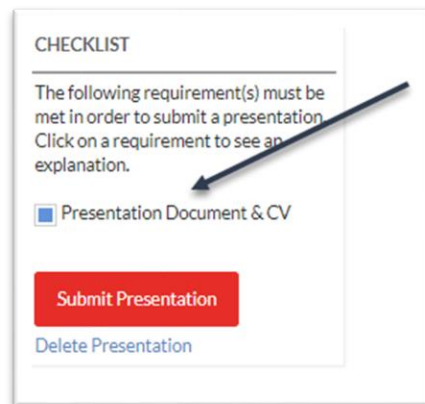 CHECKLIST
The following requirement(s) must be
met in order to submit a presentation.
Click on a requirement to see an
explanation.
Presentation Document & CV
Submit Presentation
Delete Presentation